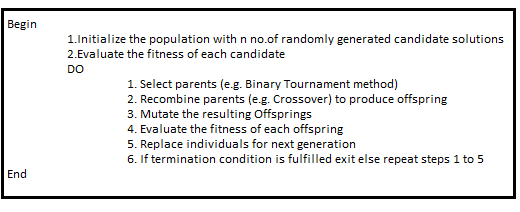 Begin
1.Initialize the population with n no.of randomly generated candidate solutions
2.Evaluate the fitness of each candidate
DO
1. Select parents (e.g. Binary Tournament method)
2. Recombine parents (e.g. Crossover) to produce offspring
3. Mutate the resulting Offsprings
4. Evaluate the fitness of each offspring
5. Replace individuals for next generation
6. If termination condition is fulfilled exit else repeat steps 1 to 5
End